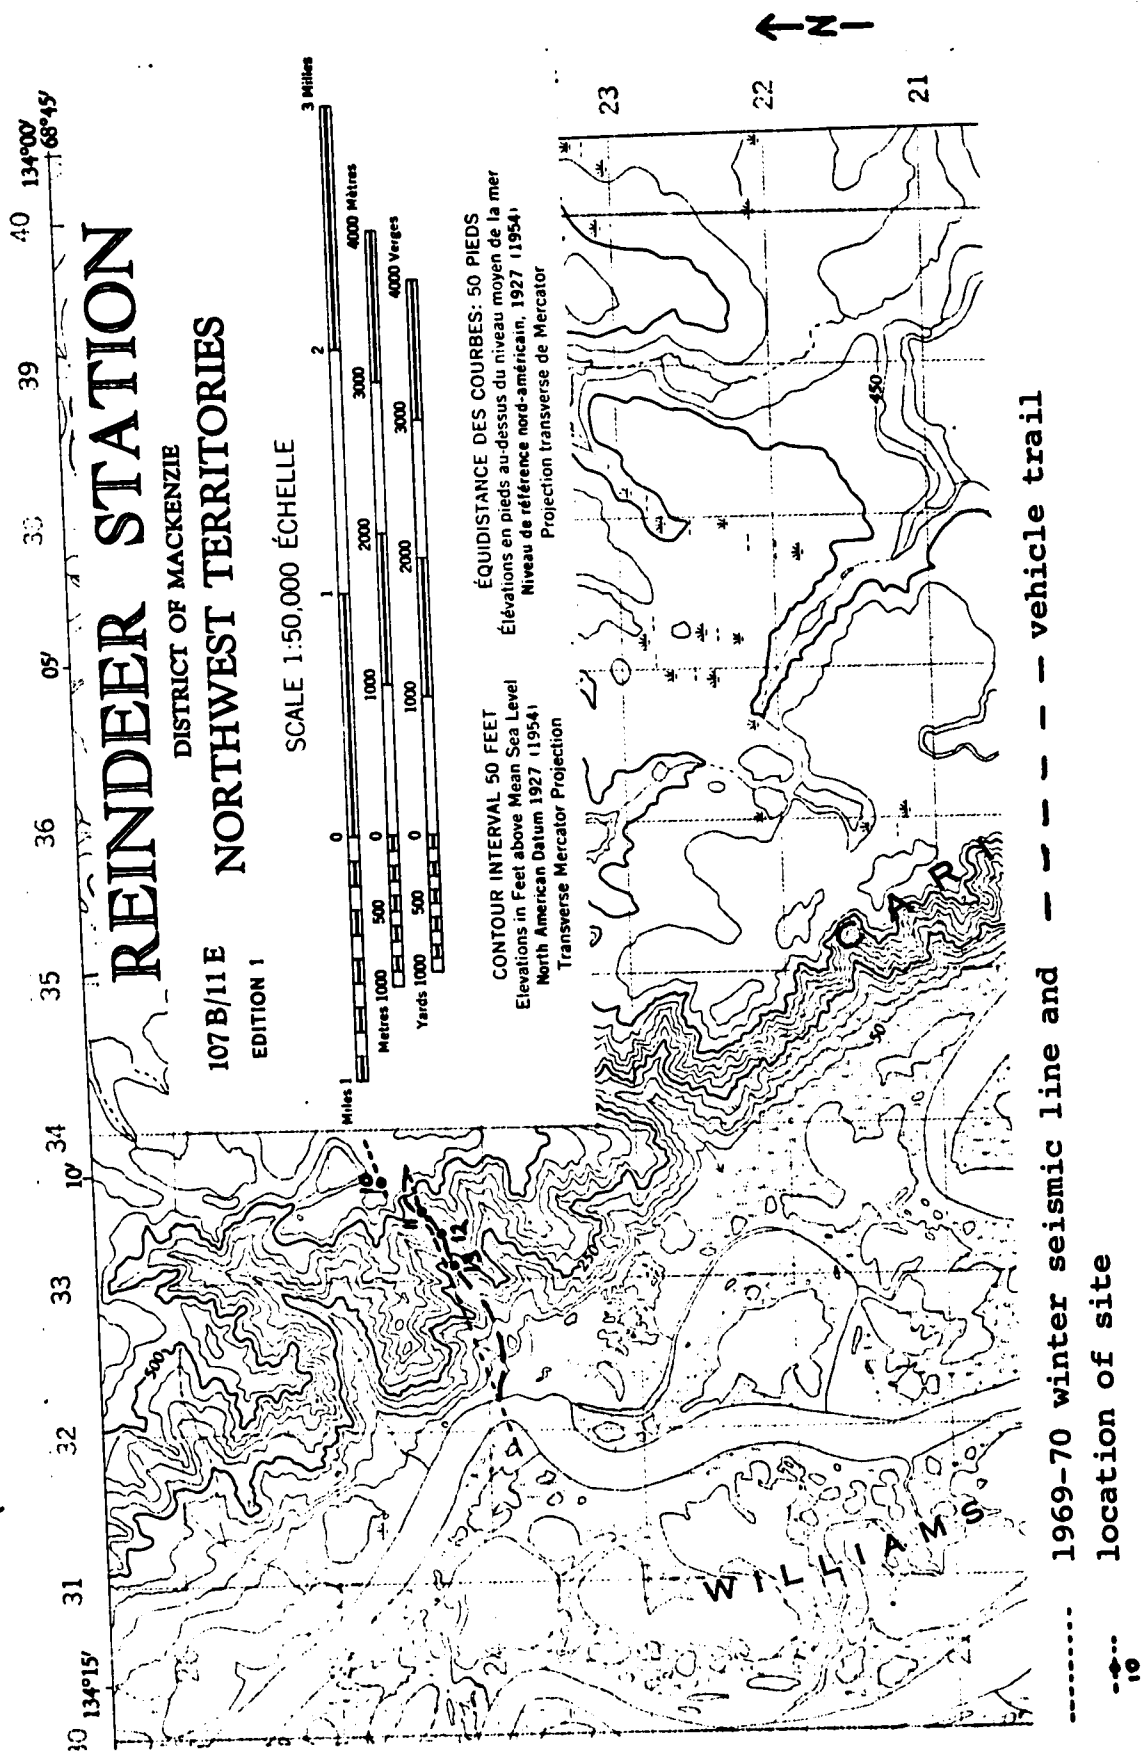 134°15'
10'
05'
134°00'
68°45'
31
32
33
34
35
36
39
40
REINDEER STATION
DISTRICT OF MACKENZIE
107 B/11 E
NORTHWEST TERRITORIES
EDITION 1
SCALE 1:50,000 ÉCHELLE
Miles 1 0 1 2 3 Milles
Metres 1000 500 0 1000 2000 3000 4000 Mètres
Yards 1000 500 0 1000 2000 3000 4000 Verges
CONTOUR INTERVAL 50 FEET
Elevations in Feet above Mean Sea Level
North American Datum 1927 (1954)
Transverse Mercator Projection
ÉQUIDISTANCE DES COURBES: 50 PIEDS
Élévations en pieds au-dessus du niveau moyen de la mer
Niveau de référence nord-américain, 1927 (1954)
Projection transverse de Mercator
N
23
22
21
500
10
11
12
13
250
50
450
CAR
WILLIAMS
1969-70 winter seismic line and
vehicle trail
10
location of site